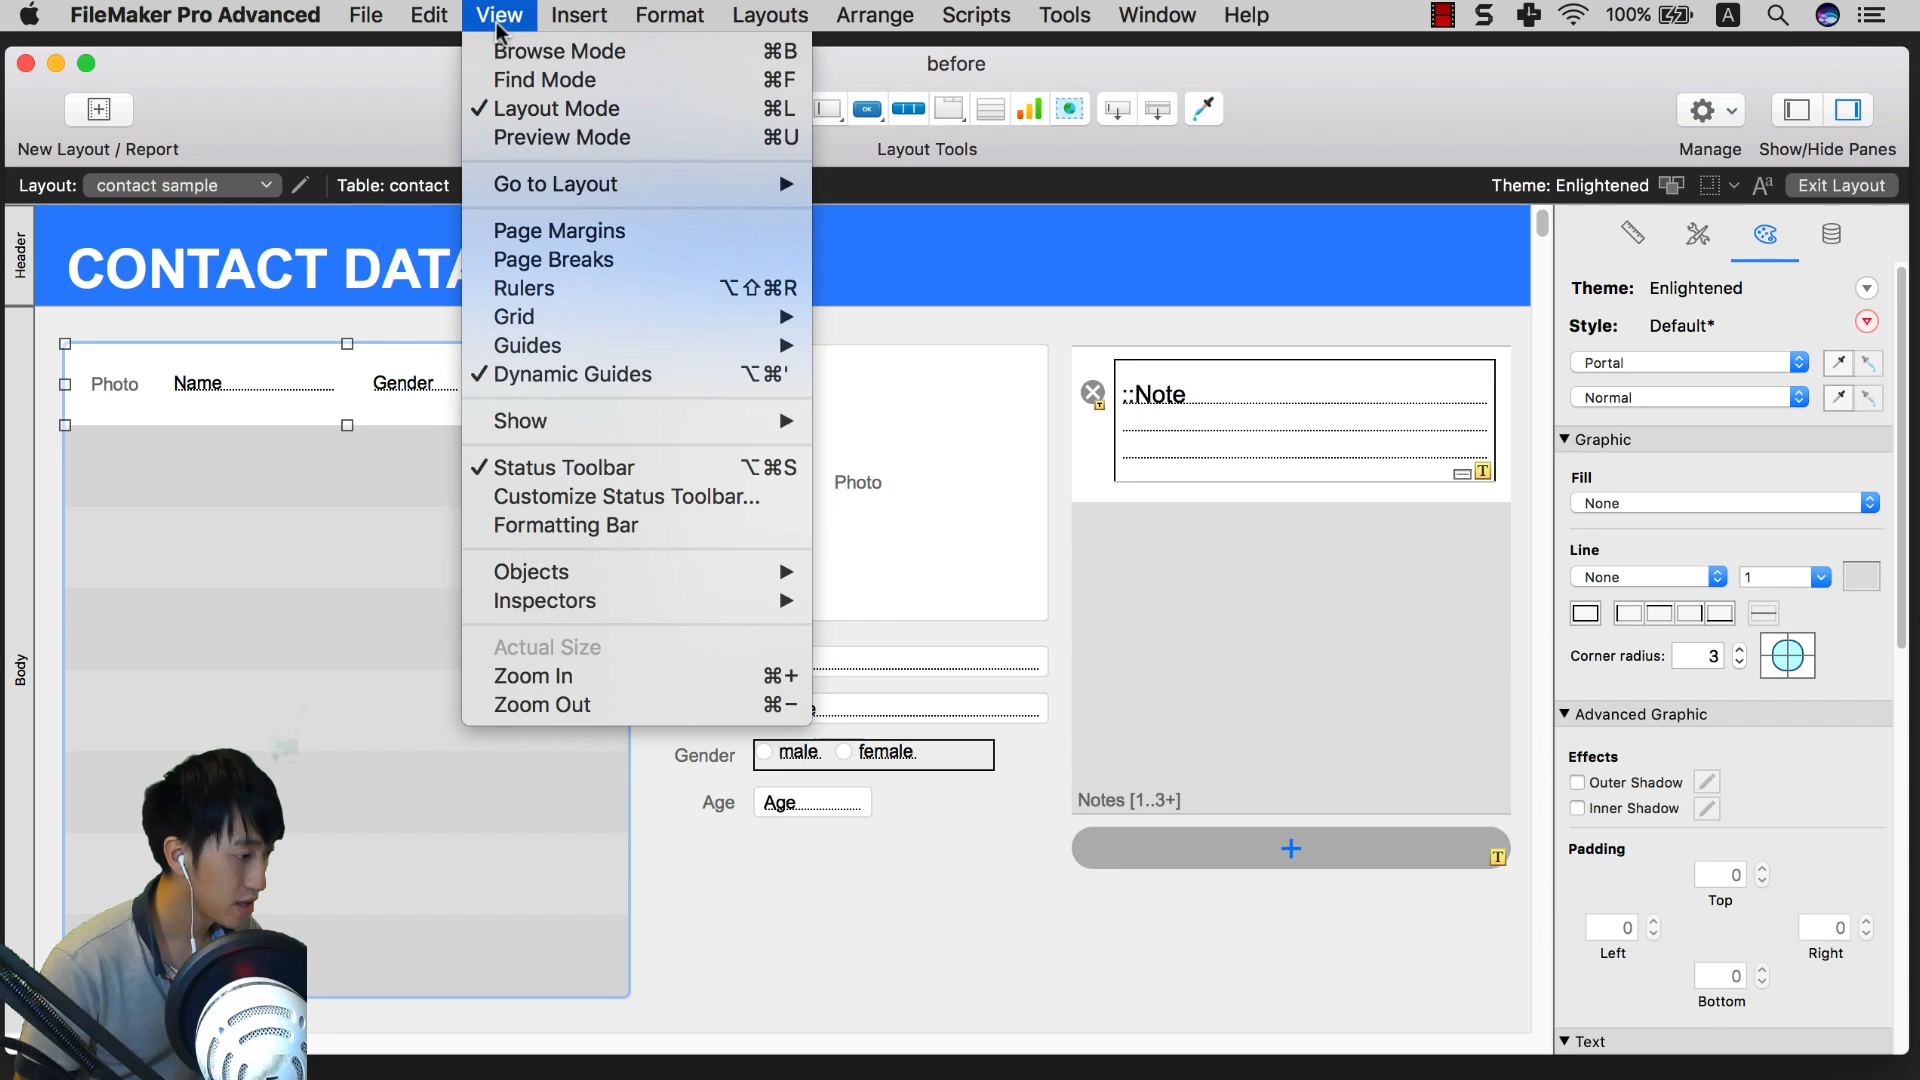 FileMaker Pro Advanced File Edit View Insert Format Layouts Arrange Scripts Tools Window Help 100% A
before
New Layout / Report
Layout Tools
Manage
Show/Hide Panes
Layout: contact sample Table: contact
Theme: Enlightened Aa Exit Layout
Browse Mode ⌘B
Find Mode ⌘F
✓ Layout Mode ⌘L
Preview Mode ⌘U
Go to Layout
Page Margins
Page Breaks
Rulers ⌥⇧⌘R
Grid
Guides
✓ Dynamic Guides ⌥⌘'
Show
✓ Status Toolbar ⌥⌘S
Customize Status Toolbar...
Formatting Bar
Objects
Inspectors
Actual Size
Zoom In ⌘+
Zoom Out ⌘−
Header
Body
CONTACT DATA
Photo Name Gender
Photo
Gender male female
Age Age
::Note
T
Notes [1..3+]
+
T
Theme: Enlightened
Style: Default*
Portal
Normal
Graphic
Fill
None
Line
None 1
Corner radius: 3
Advanced Graphic
Effects
Outer Shadow
Inner Shadow
Padding
0
Top
0 0
Left Right
0
Bottom
Text